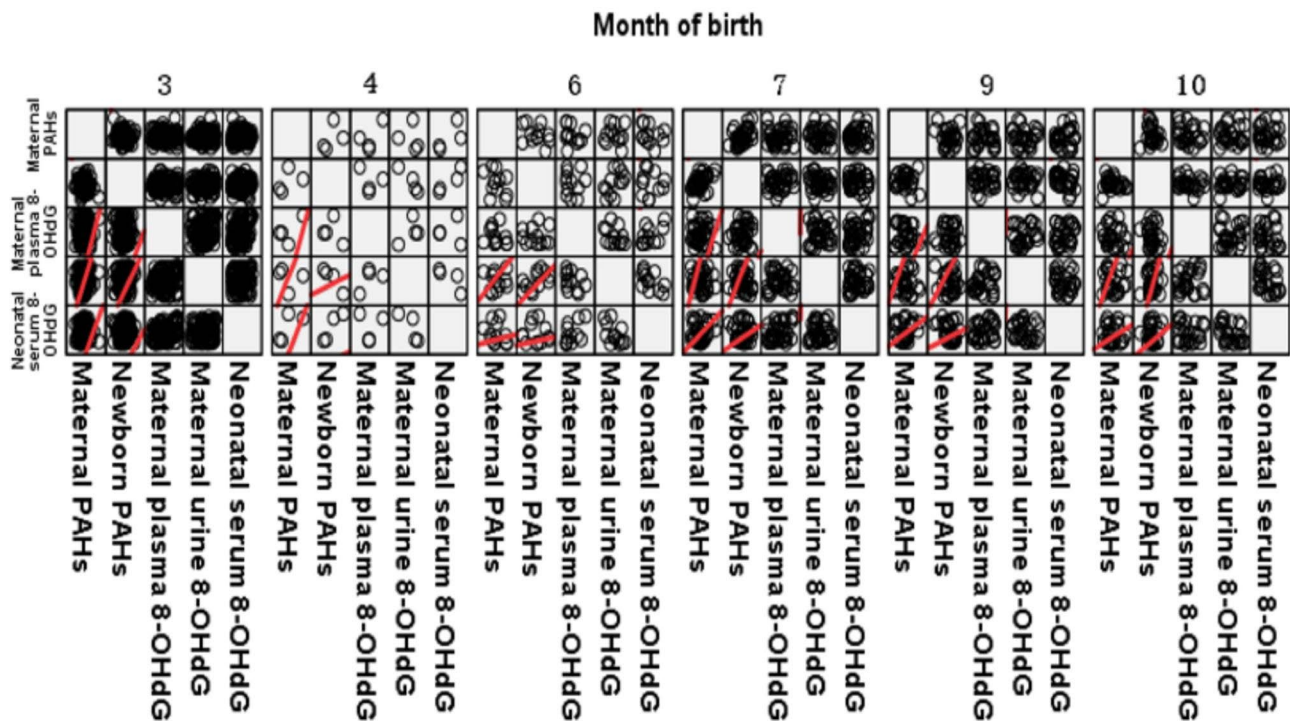 Month of birth
3 4 6 7 9 10
Maternal
PAHs
Maternal
plasma 8-
OHdG
Neonatal
serum 8-
OHdG
Maternal PAHs
Newborn PAHs
Maternal plasma 8-OHdG
Maternal urine 8-OHdG
Neonatal serum 8-OHdG
Maternal PAHs
Newborn PAHs
Maternal plasma 8-OHdG
Maternal urine 8-OHdG
Neonatal serum 8-OHdG
Maternal PAHs
Newborn PAHs
Maternal plasma 8-OHdG
Maternal urine 8-OHdG
Neonatal serum 8-OHdG
Maternal PAHs
Newborn PAHs
Maternal plasma 8-OHdG
Maternal urine 8-OHdG
Neonatal serum 8-OHdG
Maternal PAHs
Newborn PAHs
Maternal plasma 8-OHdG
Maternal urine 8-OHdG
Neonatal serum 8-OHdG
Maternal PAHs
Newborn PAHs
Maternal plasma 8-OHdG
Maternal urine 8-OHdG
Neonatal serum 8-OHdG